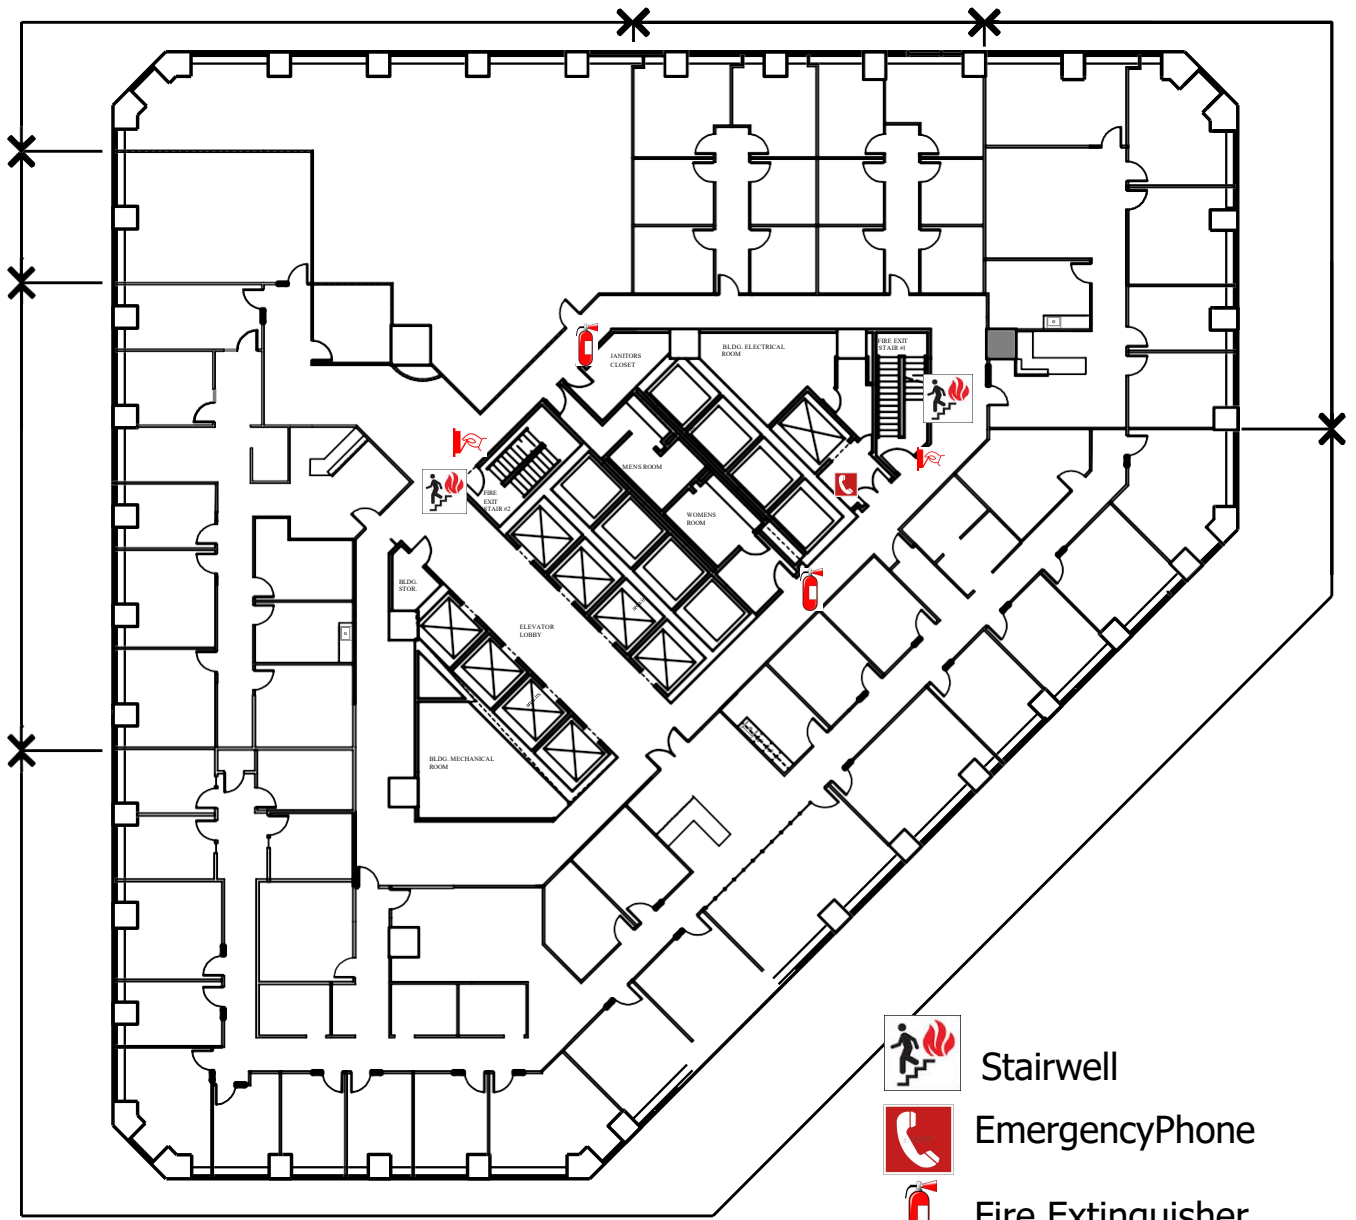 JANITORS
CLOSET
BLDG. ELECTRICAL
ROOM
FIRE EXIT
STAIR #1
MENS ROOM
FIRE
EXIT
STAIR #2
WOMENS
ROOM
BLDG.
STOR.
ELEVATOR
LOBBY
BLDG. MECHANICAL
ROOM
Stairwell
EmergencyPhone
Fire Extinguisher